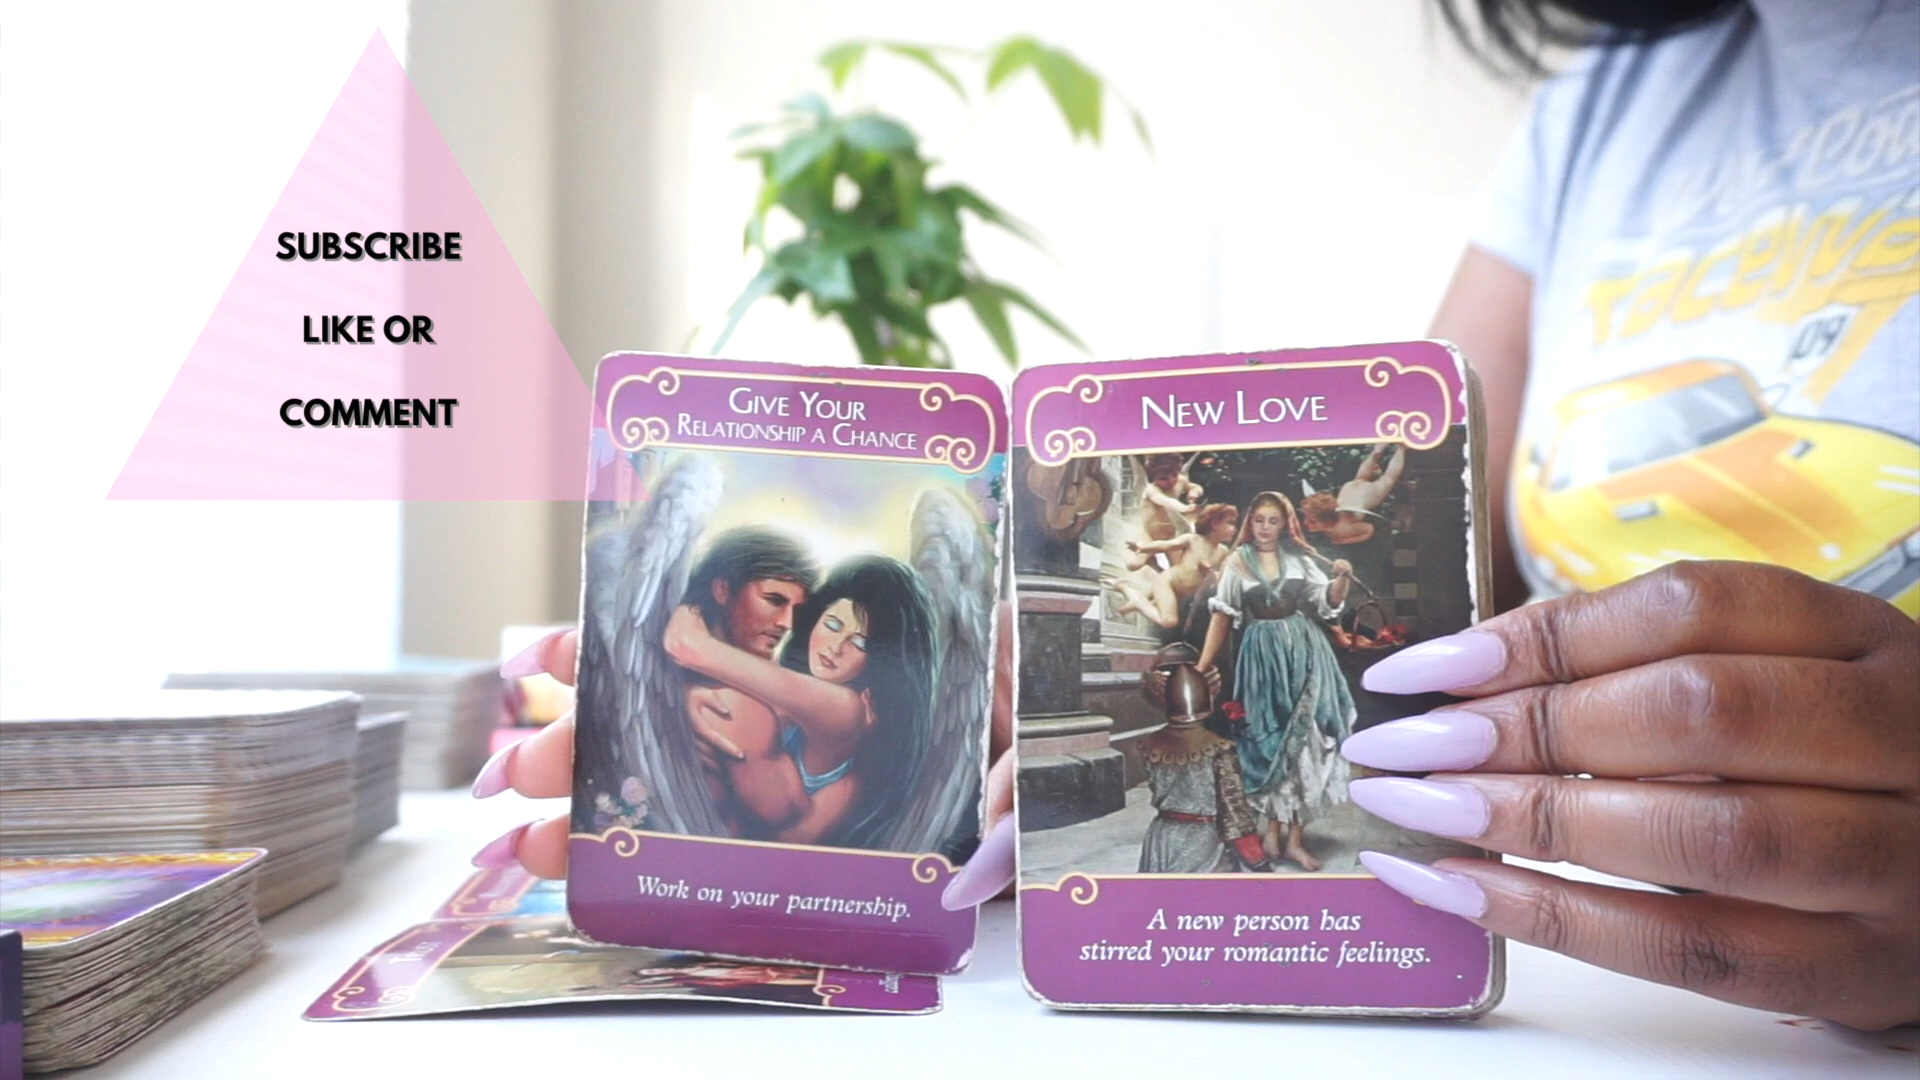 SUBSCRIBE
LIKE OR
COMMENT
GIVE YOUR
RELATIONSHIP A CHANCE
Work on your partnership.
NEW LOVE
A new person has
stirred your romantic feelings.
09